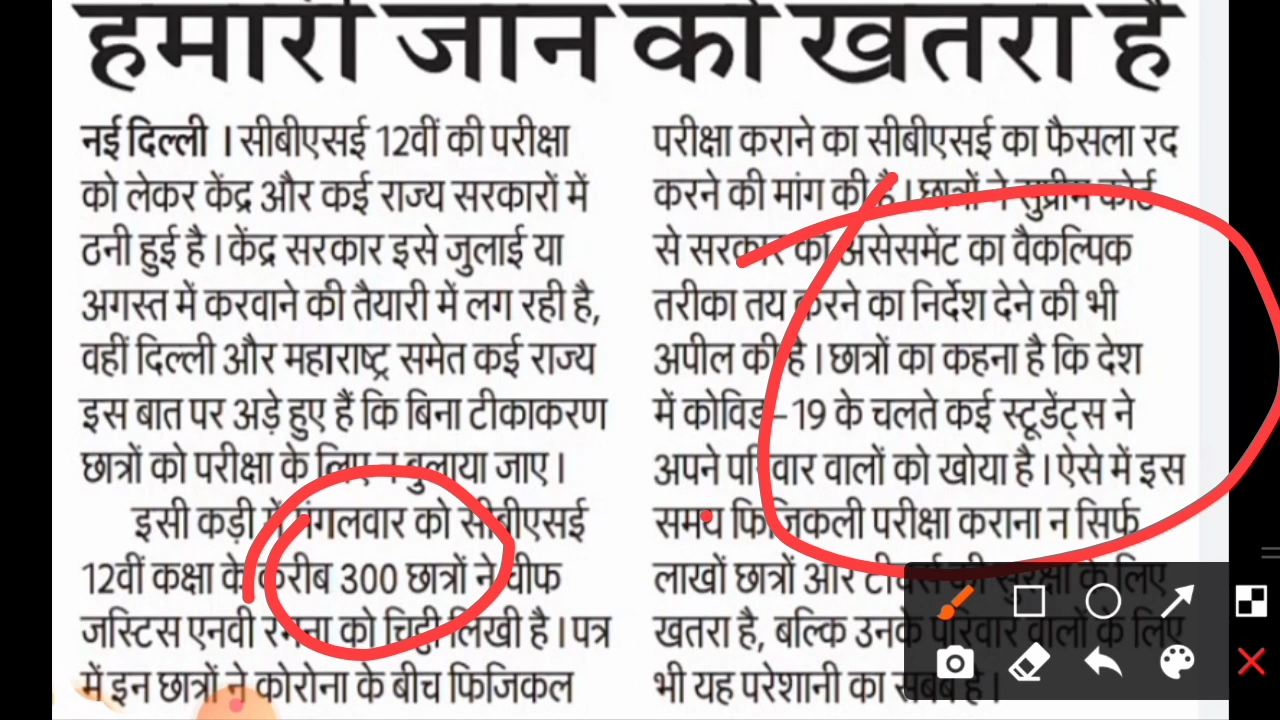 हमारी जान को खतरा है
नई दिल्ली । सीबीएसई 12वीं की परीक्षा
को लेकर केंद्र और कई राज्य सरकारों में
ठनी हुई है । केंद्र सरकार इसे जुलाई या
अगस्त में करवाने की तैयारी में लग रही है,
वहीं दिल्ली और महाराष्ट्र समेत कई राज्य
इस बात पर अड़े हुए हैं कि बिना टीकाकरण
छात्रों को परीक्षा के लिए न बुलाया जाए ।
इसी कड़ी में मंगलवार को सीबीएसई
12वीं कक्षा के करीब 300 छात्रों ने चीफ
जस्टिस एनवी रमना को चिट्ठी लिखी है । पत्र
में इन छात्रों ने कोरोना के बीच फिजिकल
परीक्षा कराने का सीबीएसई का फैसला रद
करने की मांग की है । छात्रों ने सुप्रीम कोर्ट
से सरकार को असेसमेंट का वैकल्पिक
तरीका तय करने का निर्देश देने की भी
अपील की है । छात्रों का कहना है कि देश
में कोविड-19 के चलते कई स्टूडेंट्स ने
अपने परिवार वालों को खोया है । ऐसे में इस
समय फिजिकली परीक्षा कराना न सिर्फ
लाखों छात्रों और टीचर्स की सुरक्षा के लिए
खतरा है, बल्कि उनके परिवार वालों के लिए
भी यह परेशानी का सबब है ।